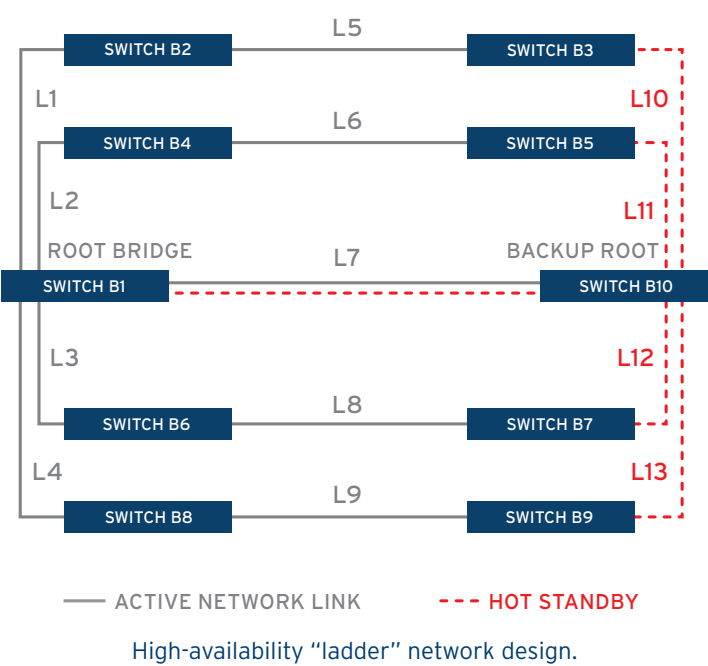 L5
SWITCH B2
SWITCH B3
L1
L10
L6
SWITCH B4
SWITCH B5
L2
L11
ROOT BRIDGE
L7
BACKUP ROOT
SWITCH B1
SWITCH B10
L3
L12
L8
SWITCH B6
SWITCH B7
L4
L13
L9
SWITCH B8
SWITCH B9
ACTIVE NETWORK LINK
HOT STANDBY
High-availability “ladder” network design.